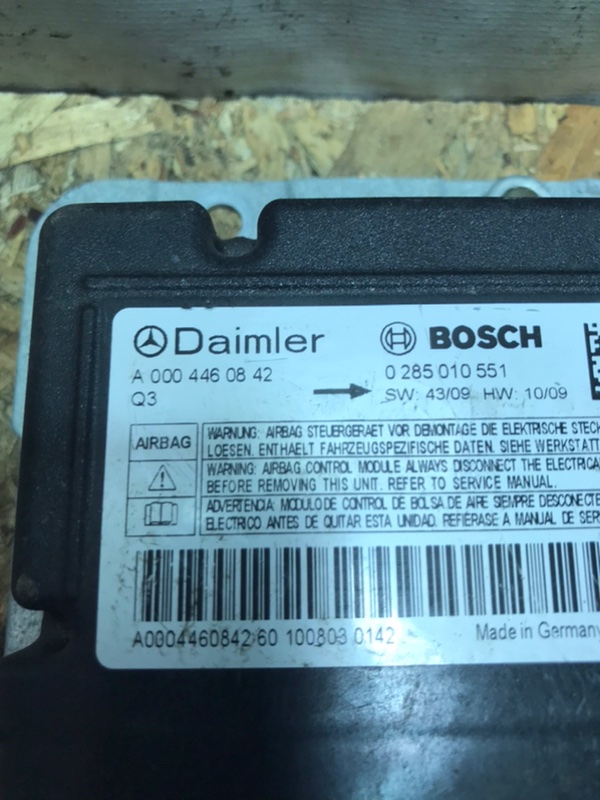 Daimler BOSCH
A 000 446 08 42 0 285 010 551
Q3 SW: 43/09 HW: 10/09
AIRBAG
WARNUNG: AIRBAG STEUERGERAET VOR DEMONTAGE DIE ELEKTRISCHE STECK
LOESEN. ENTHAELT FAHRZEUGSPEZIFISCHE DATEN. SIEHE WERKSTATT
WARNING: AIRBAG CONTROL MODULE ALWAYS DISCONNECT THE ELECTRICA
BEFORE REMOVING THIS UNIT. REFER TO SERVICE MANUAL.
ADVERTENCIA: MODULO DE CONTROL DE BOLSA DE AIRE SIEMPRE DESCONECTE
ELECTRICO ANTES DE QUITAR ESTA UNIDAD. REFIERASE A MANUAL DE SER
A0004460842 60 100803 0142 Made in Germany